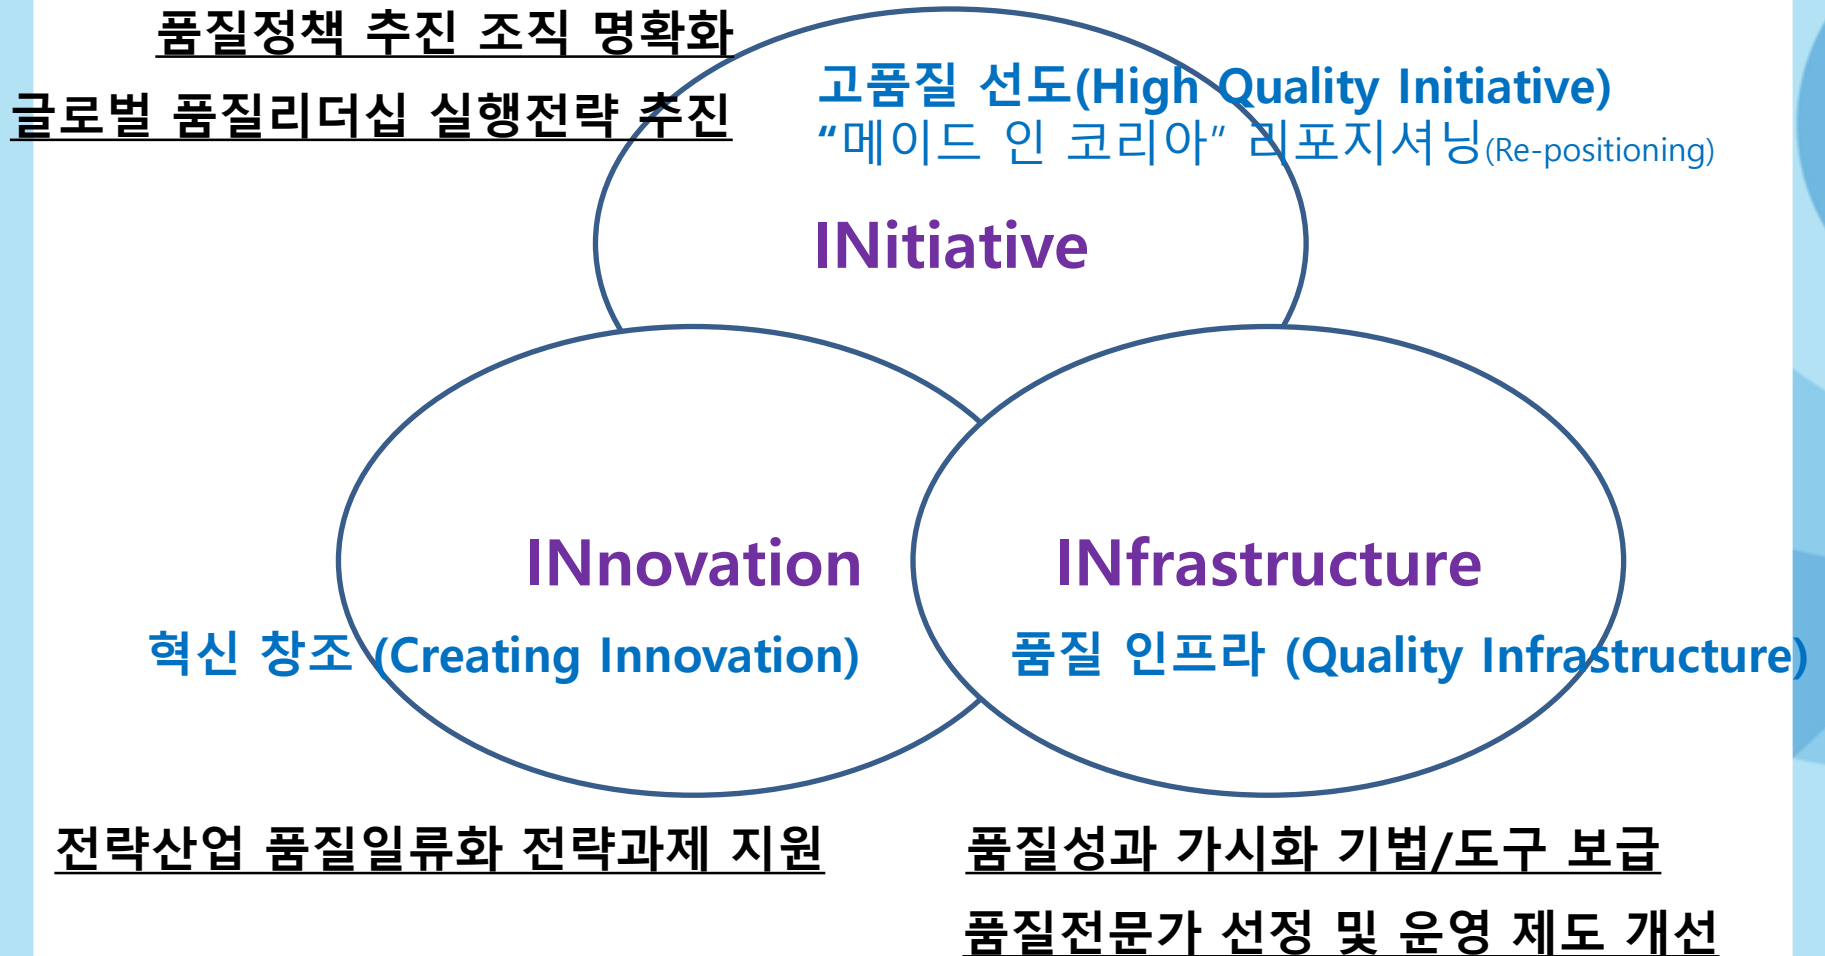 품질정책 추진 조직 명확화
글로벌 품질리더십 실행전략 추진
고품질 선도(High Quality Initiative)
“메이드 인 코리아” 리포지셔닝(Re-positioning)
INitiative
INnovation
INfrastructure
혁신 창조 (Creating Innovation)
품질 인프라 (Quality Infrastructure)
전략산업 품질일류화 전략과제 지원
품질성과 가시화 기법/도구 보급
품질전문가 선정 및 운영 제도 개선